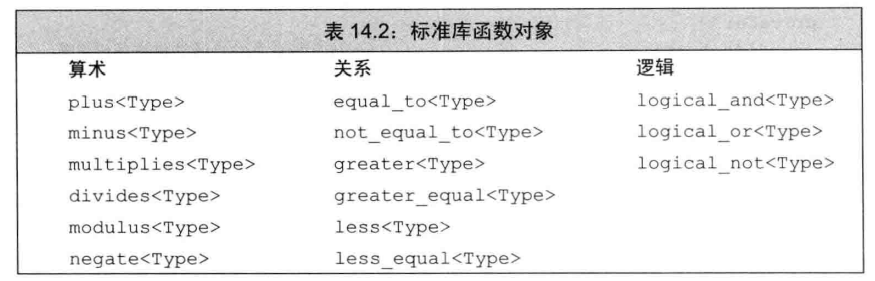 表 14.2：标准库函数对象
算术 关系 逻辑
plus<Type> equal_to<Type> logical_and<Type>
minus<Type> not_equal_to<Type> logical_or<Type>
multiplies<Type> greater<Type> logical_not<Type>
divides<Type> greater_equal<Type>
modulus<Type> less<Type>
negate<Type> less_equal<Type>